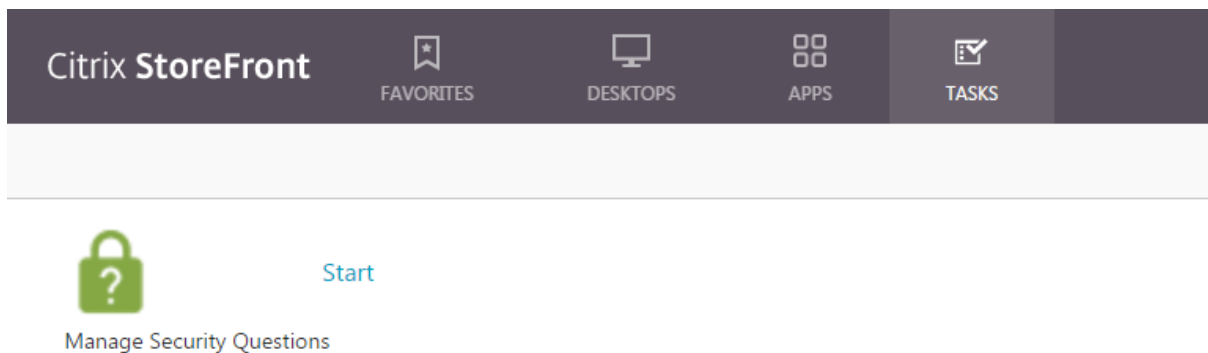 Citrix StoreFront
FAVORITES
DESKTOPS
APPS
TASKS
?
Start
Manage Security Questions